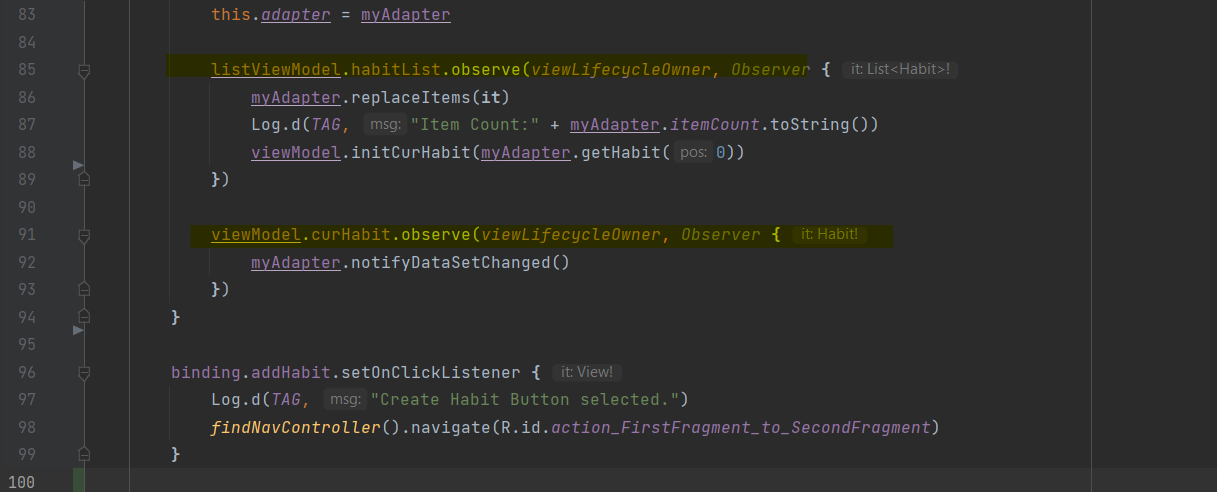 83 this.adapter = myAdapter
84
85 listViewModel.habitList.observe(viewLifecycleOwner, Observer { it: List<Habit>!
86 myAdapter.replaceItems(it)
87 Log.d(TAG, msg: "Item Count:" + myAdapter.itemCount.toString())
88 viewModel.initCurHabit(myAdapter.getHabit( pos: 0))
89 })
90
91 viewModel.curHabit.observe(viewLifecycleOwner, Observer { it: Habit!
92 myAdapter.notifyDataSetChanged()
93 })
94 }
95
96 binding.addHabit.setOnClickListener { it: View!
97 Log.d(TAG, msg: "Create Habit Button selected.")
98 findNavController().navigate(R.id.action_FirstFragment_to_SecondFragment)
99 }
100